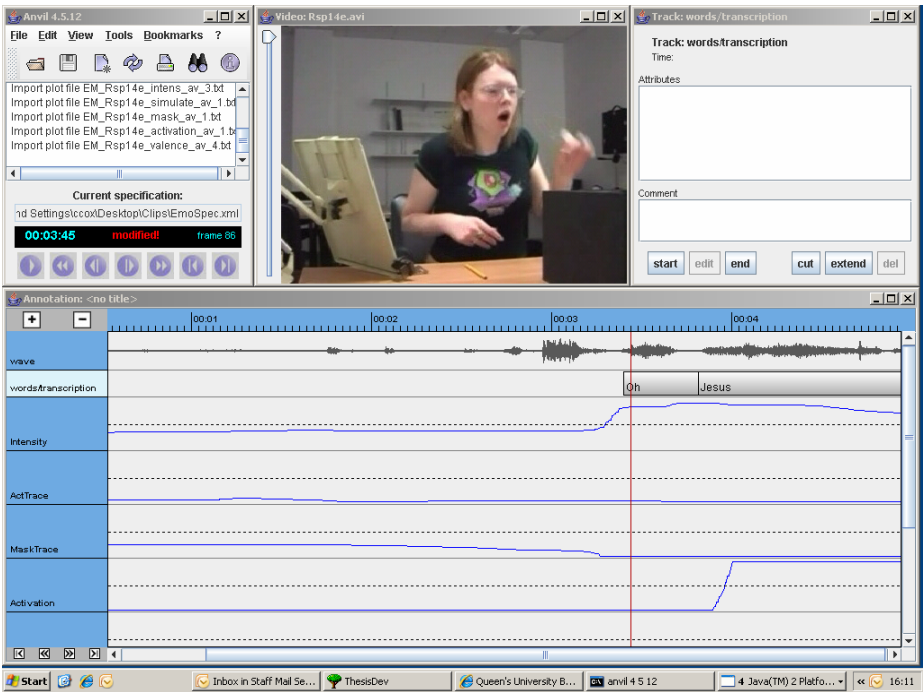 Anvil 4.5.12
File Edit View Tools Bookmarks ?
Import plot file EM_Rsp14e_intens_av_3.txt
Import plot file EM_Rsp14e_simulate_av_1.txt
Import plot file EM_Rsp14e_mask_av_1.txt
Import plot file EM_Rsp14e_activation_av_1.tx
Import plot file EM_Rsp14e_valence_av_4.txt
Current specification:
nd Settings\ccox\Desktop\Clips\EmoSpec.xml
00:03:45 modified! frame 86
Video: Rsp14e.avi
Track: words/transcription
Track: words/transcription
Time:
Attributes
Comment
start edit end cut extend del
Annotation: <no title>
00:01 00:02 00:03 00:04
wave
words/transcription Oh Jesus
Intensity
ActTrace
MaskTrace
Activation
Start Inbox in Staff Mail Se... ThesisDev Queen's University B... anvil 4 5 12 4 Java(TM) 2 Platfo... 16:11